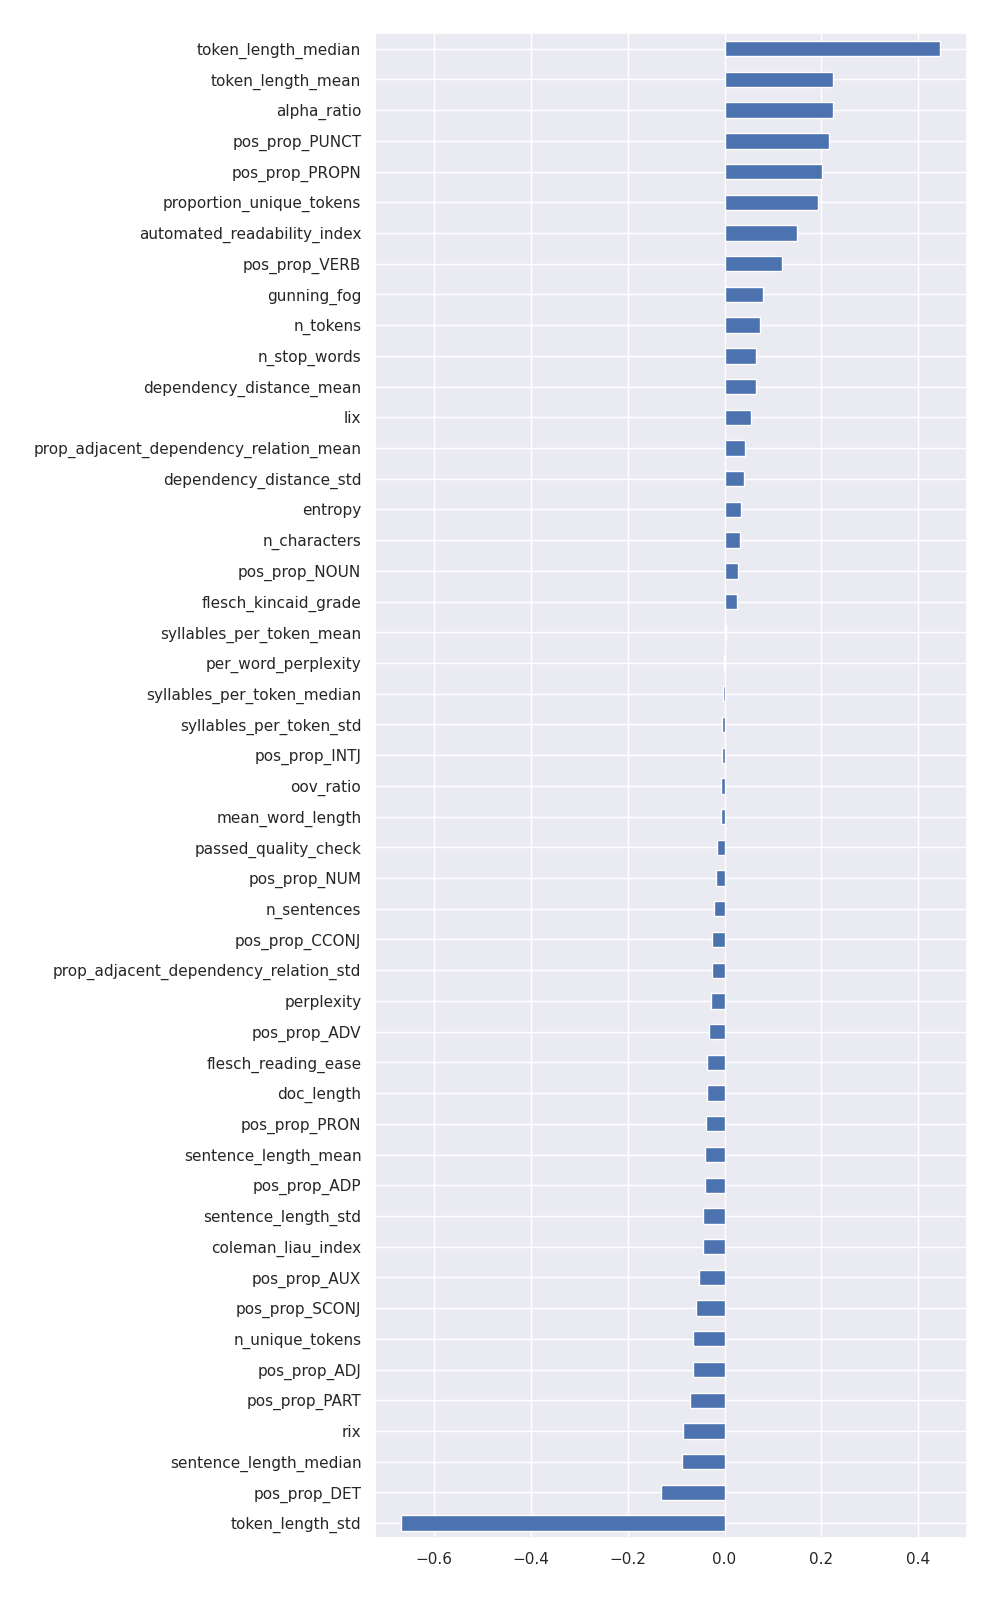 token_length_median
token_length_mean
alpha_ratio
pos_prop_PUNCT
pos_prop_PROPN
proportion_unique_tokens
automated_readability_index
pos_prop_VERB
gunning_fog
n_tokens
n_stop_words
dependency_distance_mean
lix
prop_adjacent_dependency_relation_mean
dependency_distance_std
entropy
n_characters
pos_prop_NOUN
flesch_kincaid_grade
syllables_per_token_mean
per_word_perplexity
syllables_per_token_median
syllables_per_token_std
pos_prop_INTJ
oov_ratio
mean_word_length
passed_quality_check
pos_prop_NUM
n_sentences
pos_prop_CCONJ
prop_adjacent_dependency_relation_std
perplexity
pos_prop_ADV
flesch_reading_ease
doc_length
pos_prop_PRON
sentence_length_mean
pos_prop_ADP
sentence_length_std
coleman_liau_index
pos_prop_AUX
pos_prop_SCONJ
n_unique_tokens
pos_prop_ADJ
pos_prop_PART
rix
sentence_length_median
pos_prop_DET
token_length_std
−0.6 −0.4 −0.2 0.0 0.2 0.4